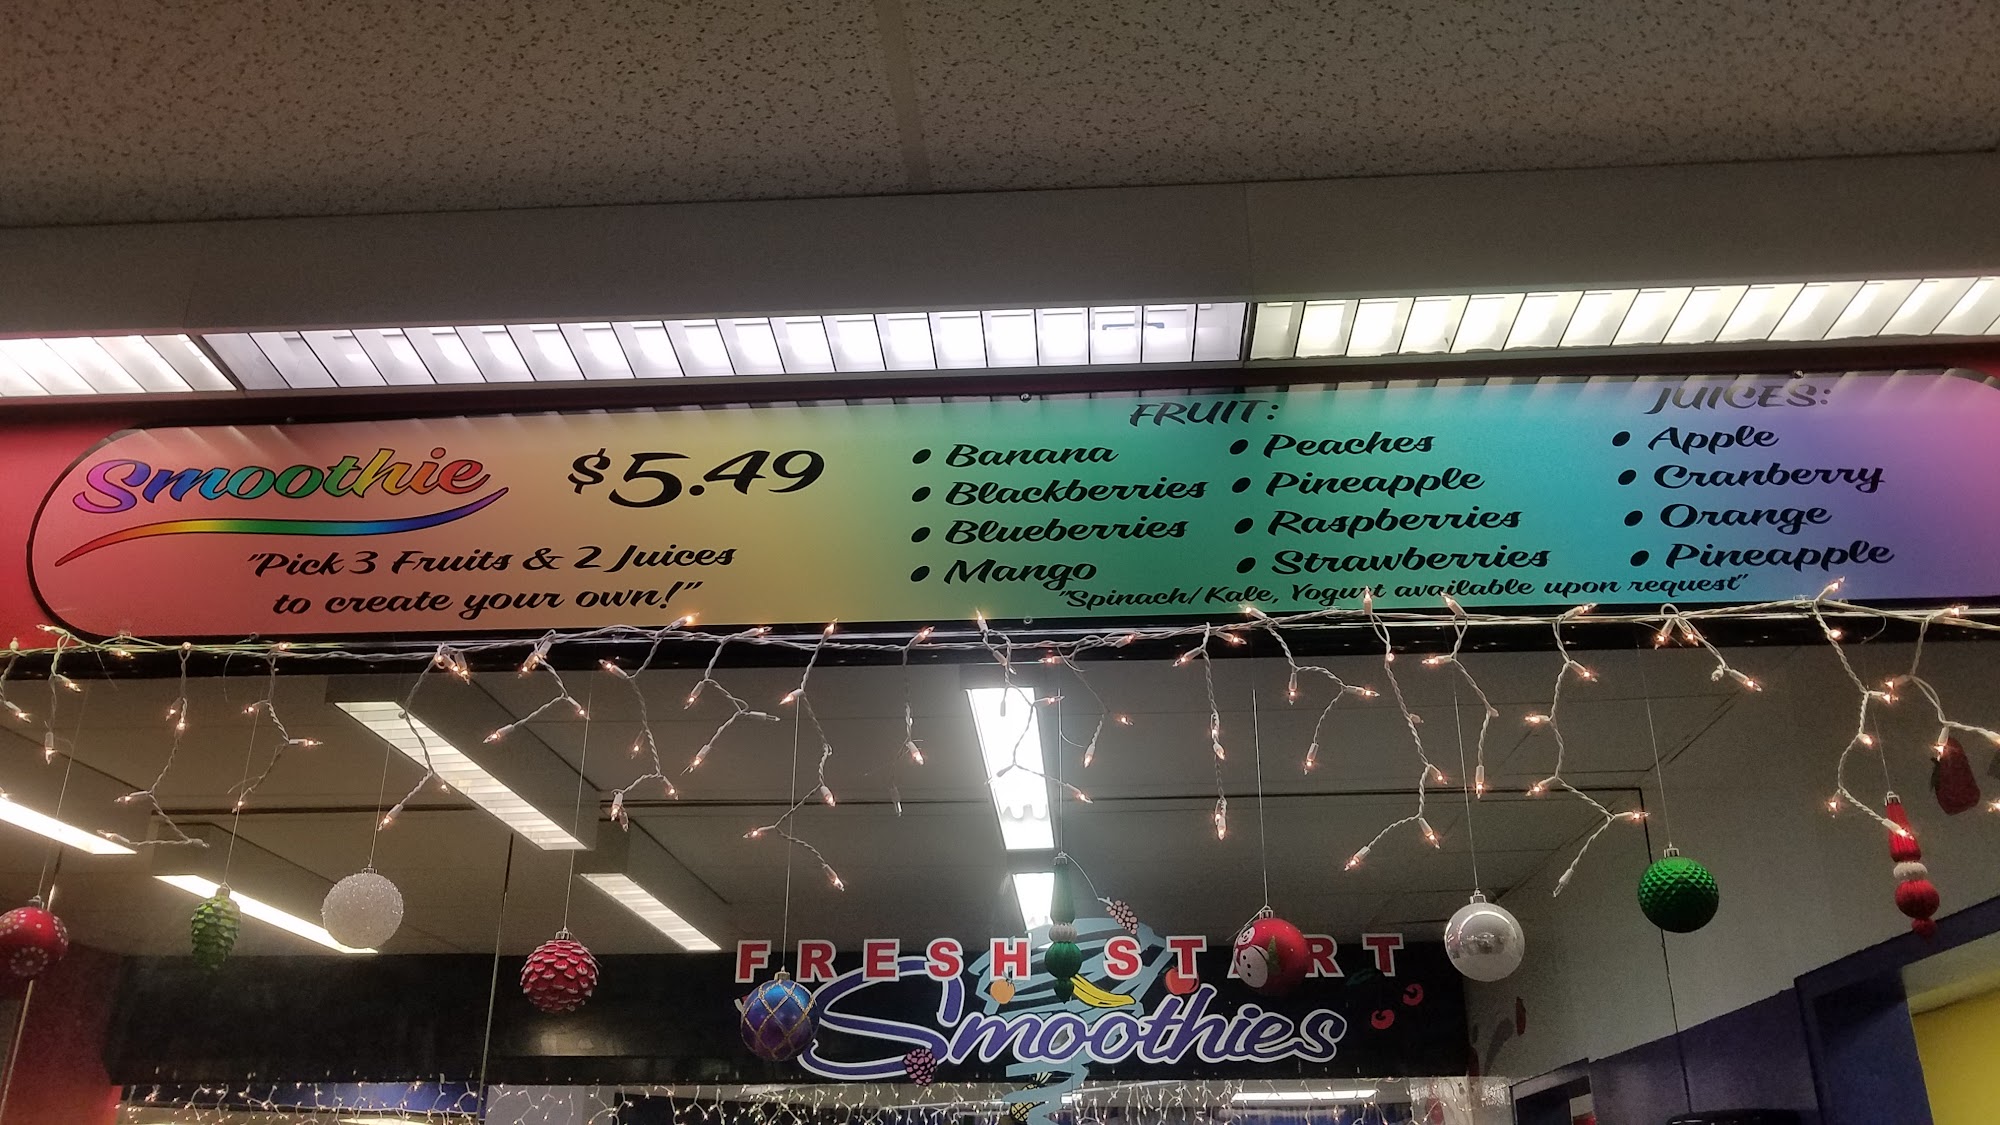 Smoothie $5.49
"Pick 3 Fruits & 2 Juices
to create your own!"
FRUIT:
• Banana
• Blackberries
• Blueberries
• Mango
• Peaches
• Pineapple
• Raspberries
• Strawberries
JUICES:
• Apple
• Cranberry
• Orange
• Pineapple
"Spinach/Kale, Yogurt available upon request"
FRESH START
Smoothies